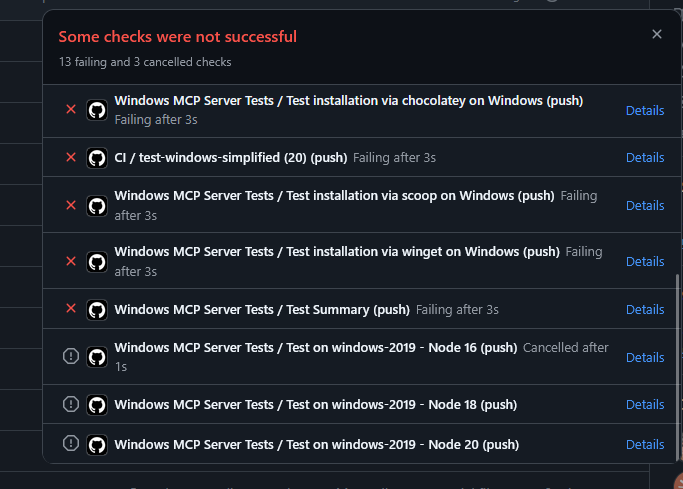 Some checks were not successful
13 failing and 3 cancelled checks
Windows MCP Server Tests / Test installation via chocolatey on Windows (push)
Failing after 3s
Details
CI / test-windows-simplified (20) (push) Failing after 3s
Details
Windows MCP Server Tests / Test installation via scoop on Windows (push) Failing
after 3s
Details
Windows MCP Server Tests / Test installation via winget on Windows (push) Failing
after 3s
Details
Windows MCP Server Tests / Test Summary (push) Failing after 3s
Details
Windows MCP Server Tests / Test on windows-2019 - Node 16 (push) Cancelled after
1s
Details
Windows MCP Server Tests / Test on windows-2019 - Node 18 (push)
Details
Windows MCP Server Tests / Test on windows-2019 - Node 20 (push)
Details